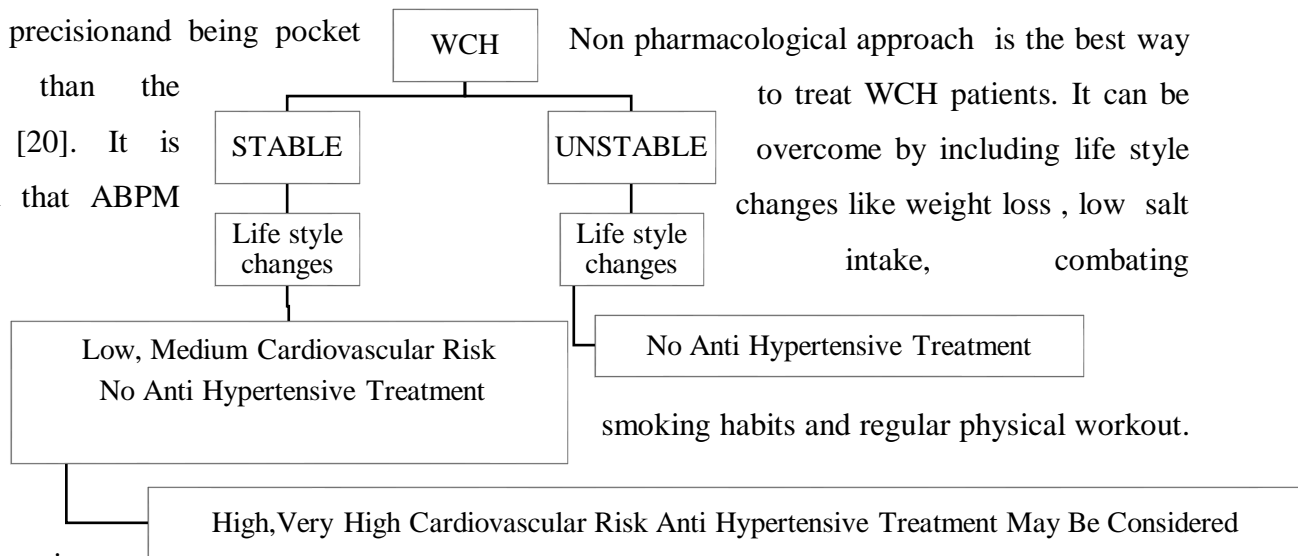 precisionand being pocket
than the
[20]. It is
that ABPM
WCH
STABLE
UNSTABLE
Life style
changes
Life style
changes
Low, Medium Cardiovascular Risk
No Anti Hypertensive Treatment
No Anti Hypertensive Treatment
High,Very High Cardiovascular Risk Anti Hypertensive Treatment May Be Considered
Non pharmacological approach is the best way
to treat WCH patients. It can be
overcome by including life style
changes like weight loss , low salt
intake, combating
smoking habits and regular physical workout.